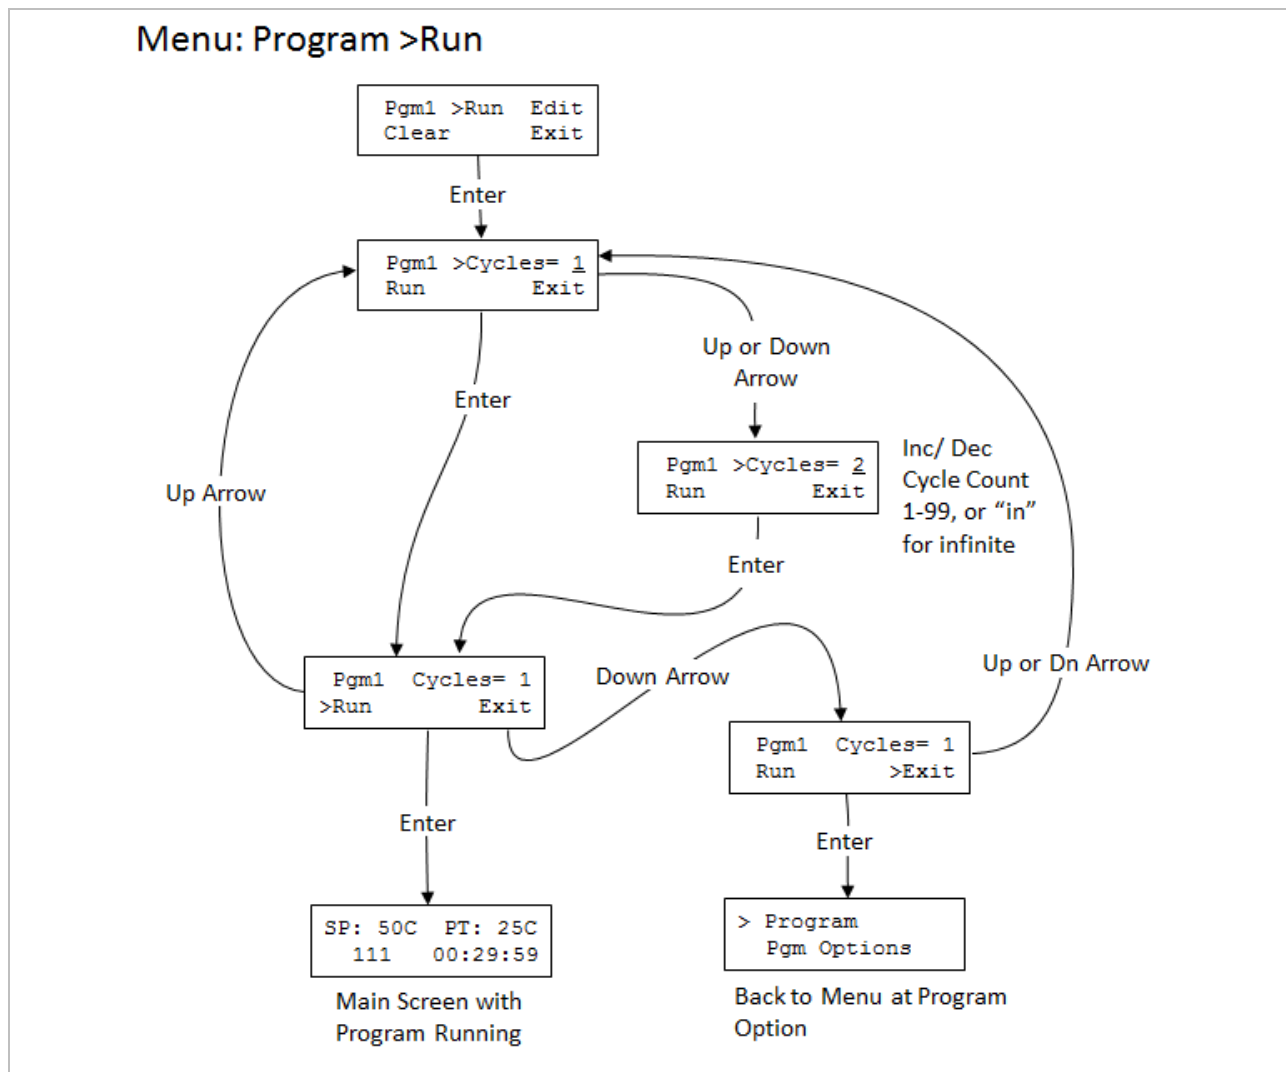 Menu: Program >Run
Pgm1 >Run Edit
Clear Exit
Enter
Pgm1 >Cycles= 1
Run Exit
Up or Down
Arrow
Enter
Pgm1 >Cycles= 2
Run Exit
Inc/ Dec
Cycle Count
1-99, or “in”
for infinite
Up Arrow
Enter
Pgm1 Cycles= 1
>Run Exit
Down Arrow
Up or Dn Arrow
Pgm1 Cycles= 1
Run >Exit
Enter
Enter
SP: 50C PT: 25C
111 00:29:59
Main Screen with
Program Running
> Program
Pgm Options
Back to Menu at Program
Option